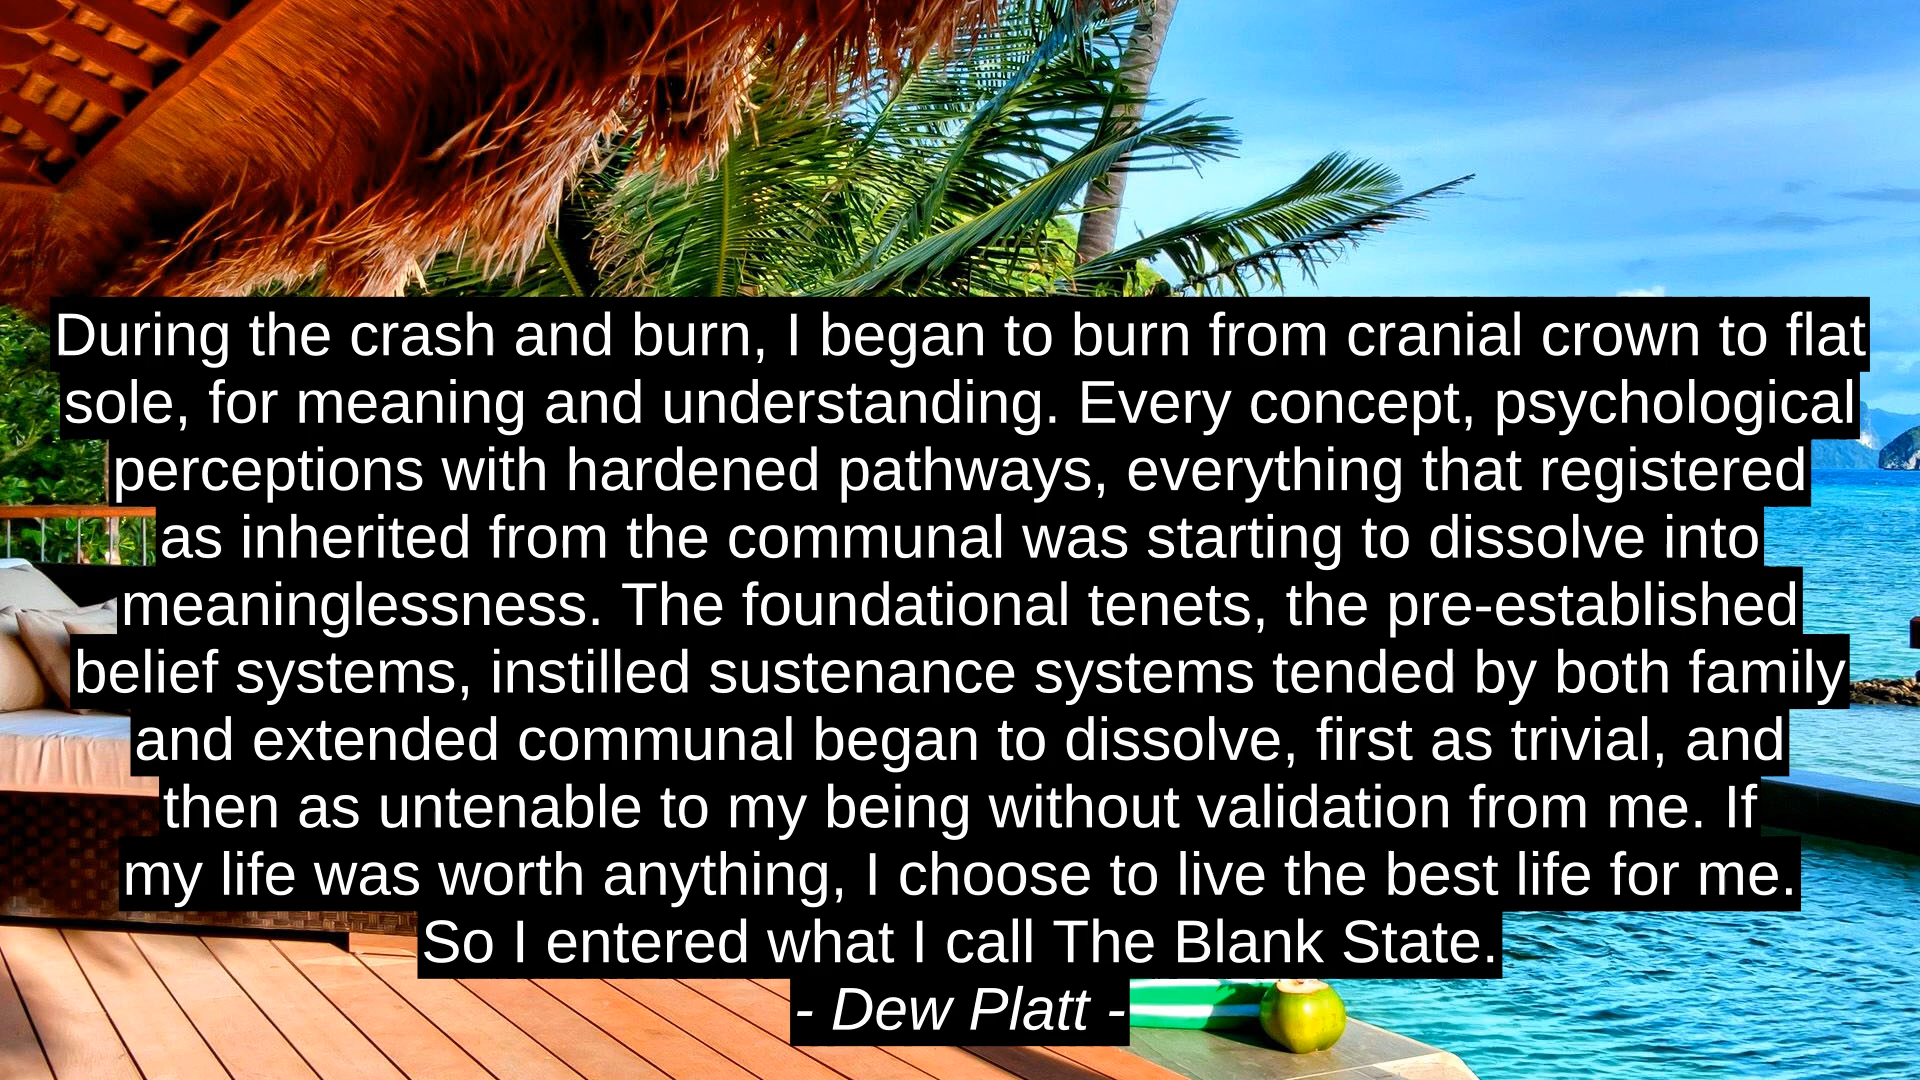 During the crash and burn, I began to burn from cranial crown to flat
sole, for meaning and understanding. Every concept, psychological
perceptions with hardened pathways, everything that registered
as inherited from the communal was starting to dissolve into
meaninglessness. The foundational tenets, the pre-established
belief systems, instilled sustenance systems tended by both family
and extended communal began to dissolve, first as trivial, and
then as untenable to my being without validation from me. If
my life was worth anything, I choose to live the best life for me.
So I entered what I call The Blank State.
- Dew Platt -